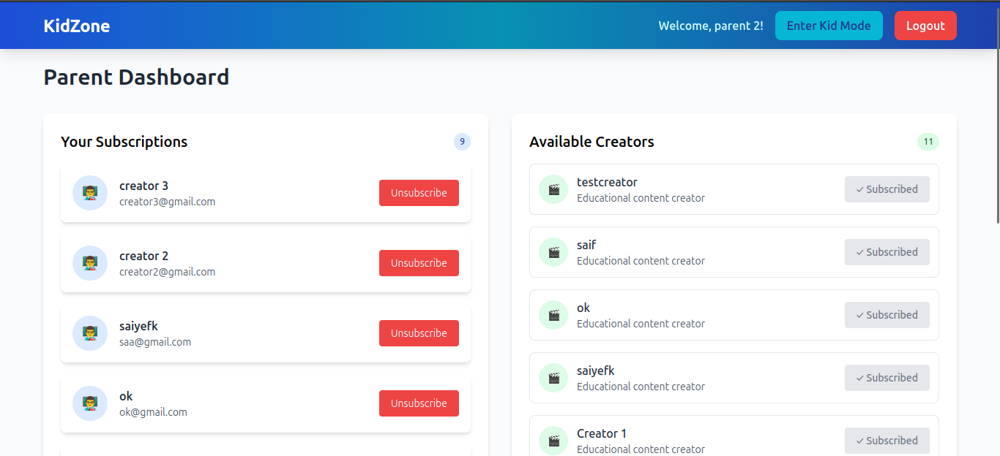 KidZone
Welcome, parent 2!
Enter Kid Mode
Logout
Parent Dashboard
Your Subscriptions
9
creator 3
creator3@gmail.com
Unsubscribe
creator 2
creator2@gmail.com
Unsubscribe
saiyefk
saa@gmail.com
Unsubscribe
ok
ok@gmail.com
Unsubscribe
Available Creators
11
testcreator
Educational content creator
✓ Subscribed
saif
Educational content creator
✓ Subscribed
ok
Educational content creator
✓ Subscribed
saiyefk
Educational content creator
✓ Subscribed
Creator 1
Educational content creator
✓ Subscribed